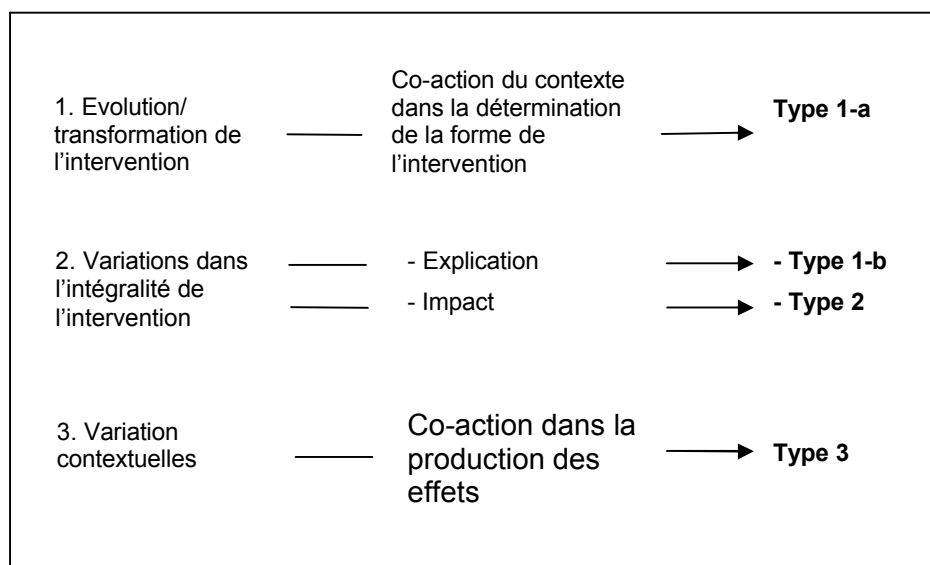 1. Evolution/
transformation de
l’intervention
Co-action du contexte
dans la détermination
de la forme de
l’intervention
Type 1-a
2. Variations dans
l’intégralité de
l’intervention
- Explication
- Type 1-b
- Impact
- Type 2
3. Variation
contextuelles
Co-action dans la
production des
effets
Type 3